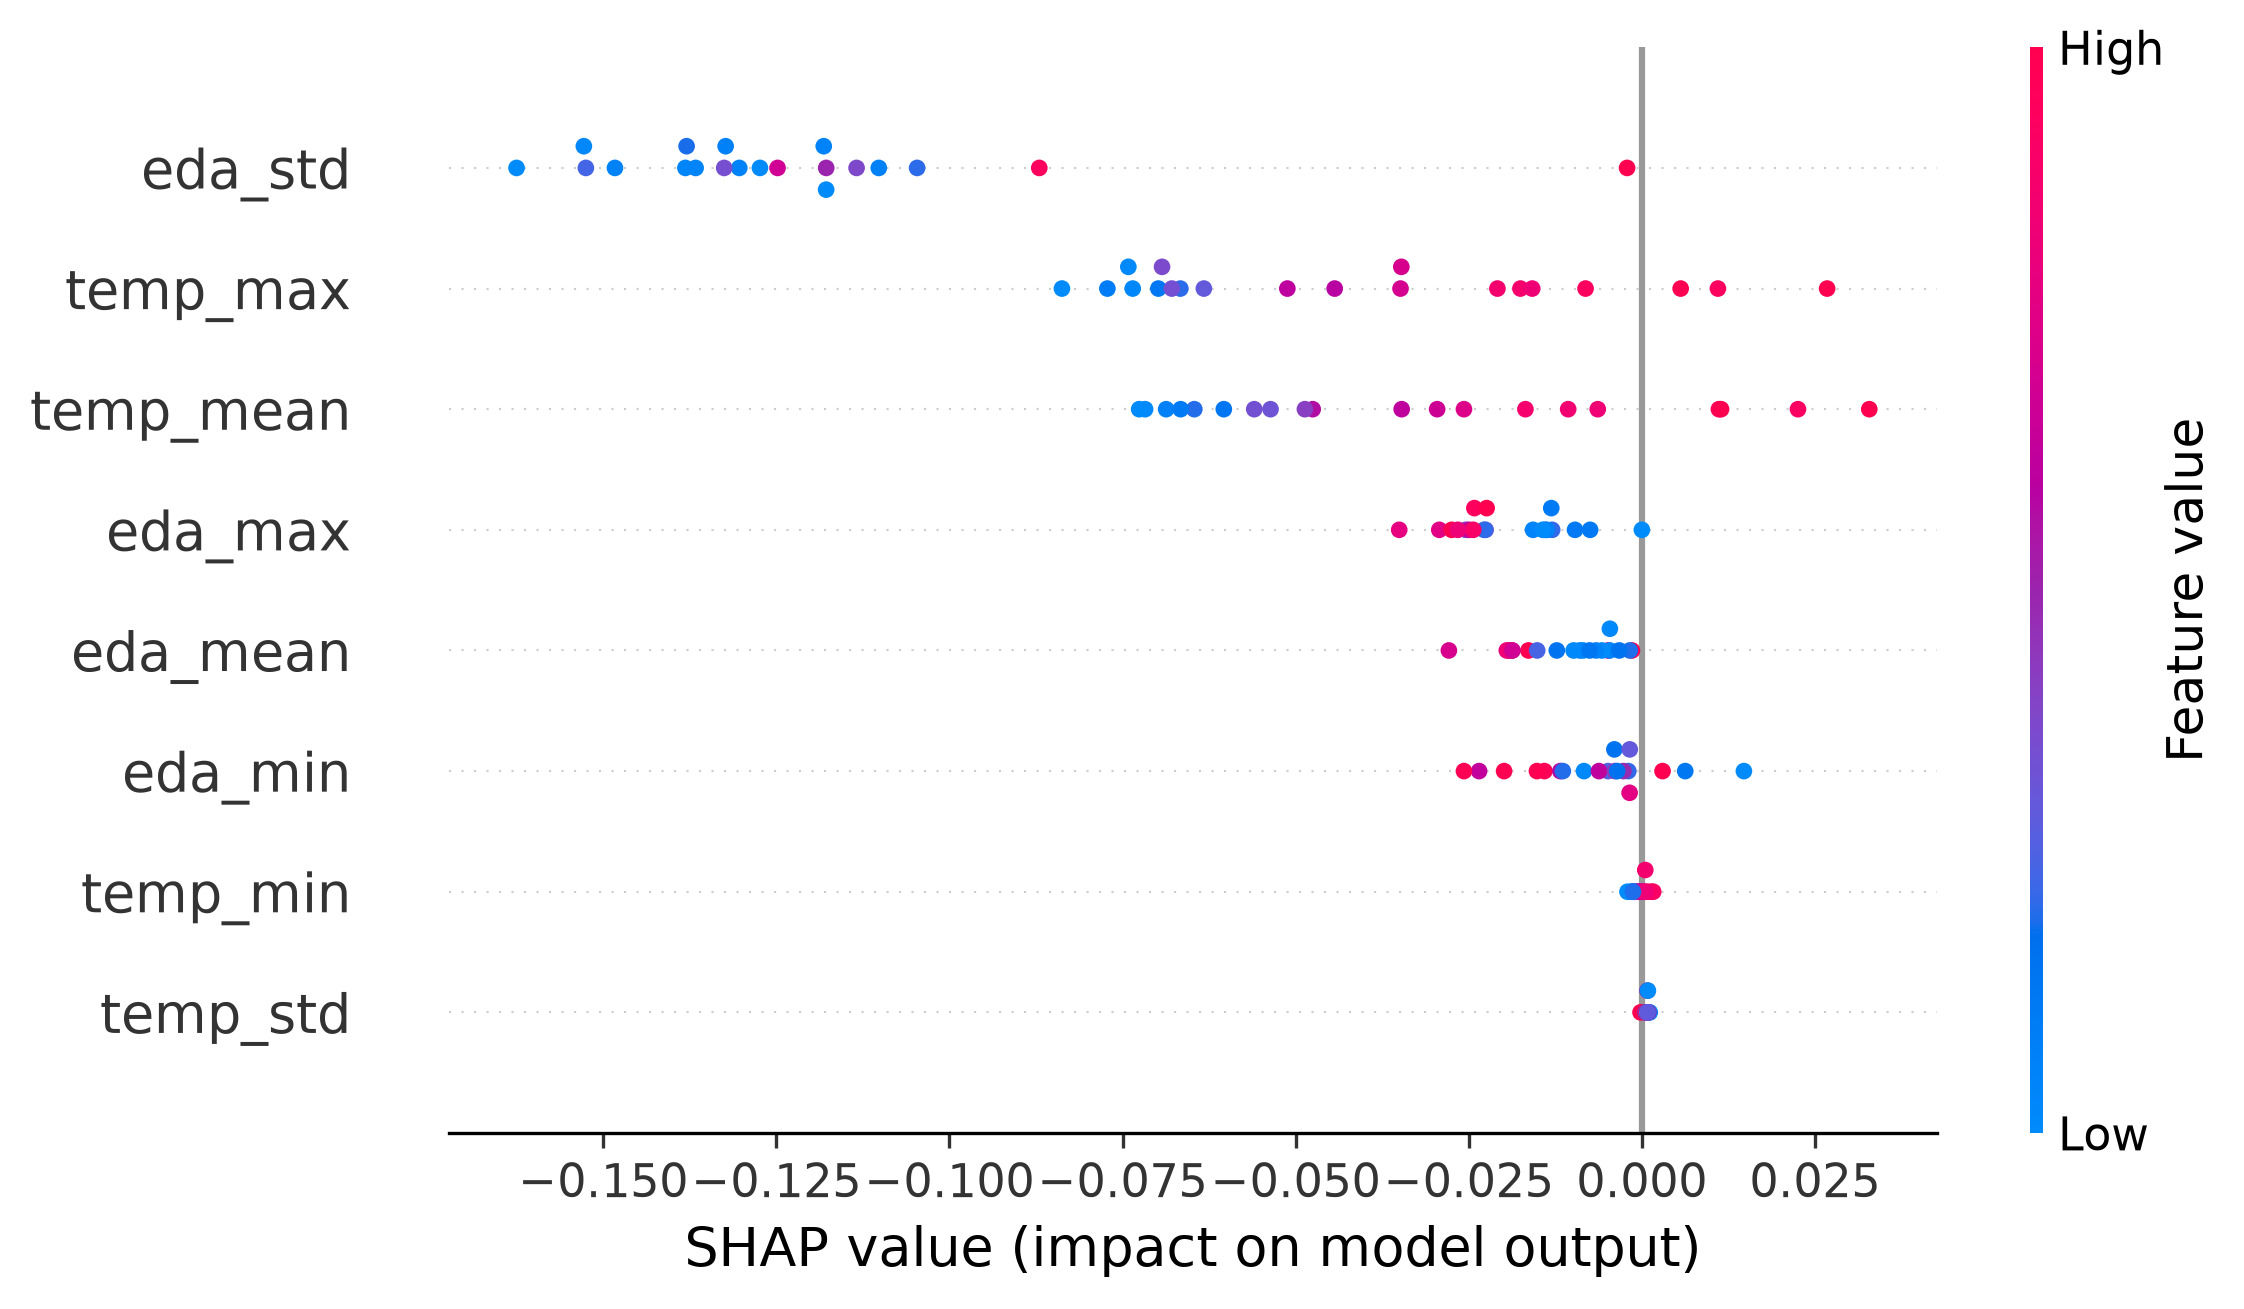 High
eda_std
temp_max
temp_mean
eda_max
eda_mean
eda_min
temp_min
temp_std
Feature value
Low
−0.150 −0.125 −0.100 −0.075 −0.050 −0.025 0.000 0.025
SHAP value (impact on model output)